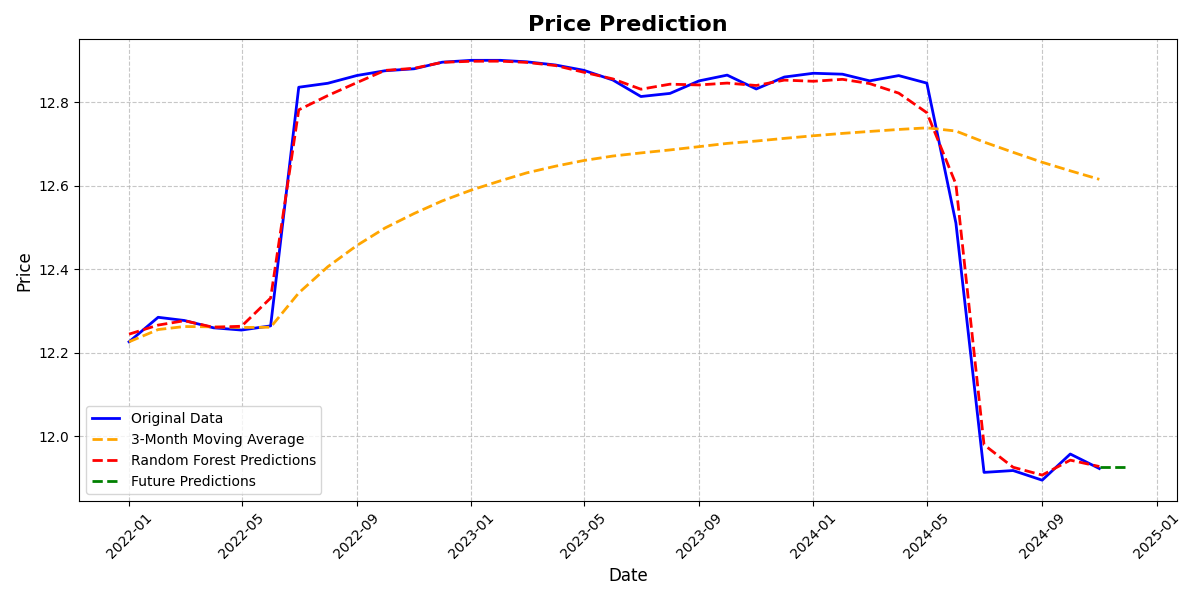 Price Prediction
Price
12.8
12.6
12.4
12.2
12.0
Original Data
3-Month Moving Average
Random Forest Predictions
Future Predictions
2022-01
2022-05
2022-09
2023-01
2023-05
2023-09
2024-01
2024-05
2024-09
2025-01
Date